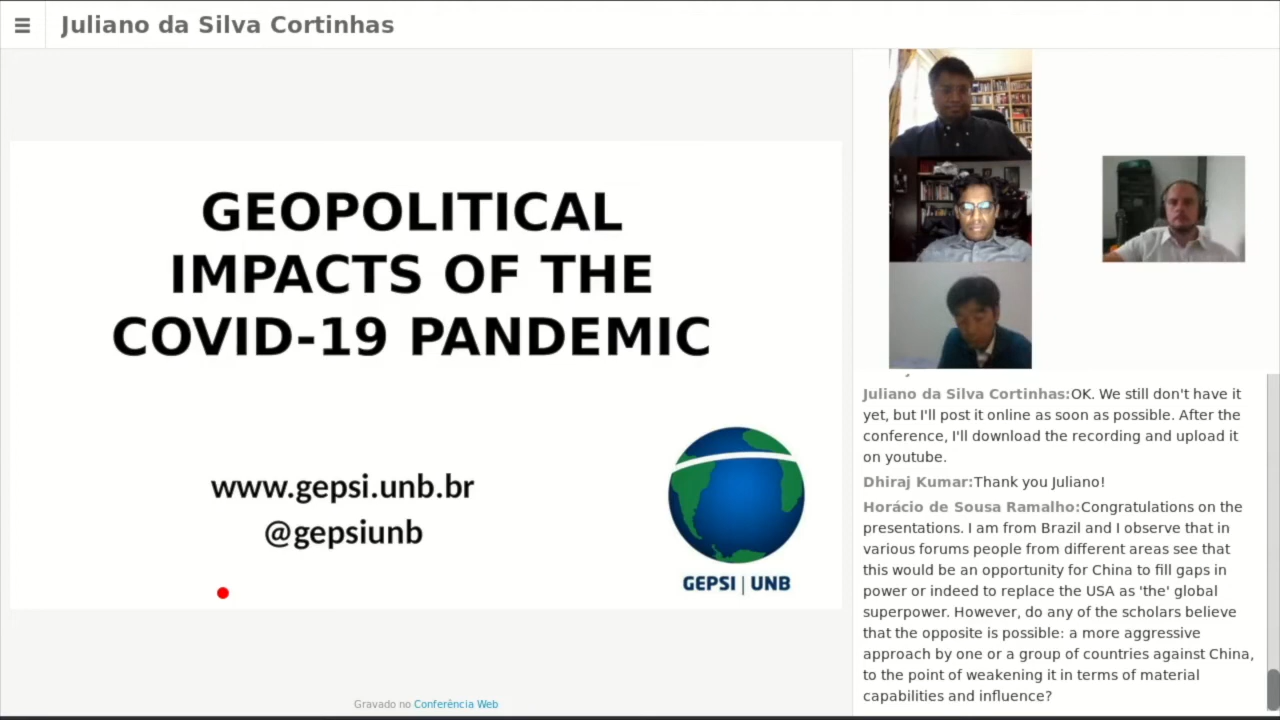 Juliano da Silva Cortinhas
GEOPOLITICAL
IMPACTS OF THE
COVID-19 PANDEMIC
www.gepsi.unb.br
@gepsiunb
GEPSI | UNB
Gravado no Conferência Web
Juliano da Silva Cortinhas:OK. We still don't have it
yet, but I'll post it online as soon as possible. After the
conference, I'll download the recording and upload it
on youtube.
Dhiraj Kumar:Thank you Juliano!
Horácio de Sousa Ramalho:Congratulations on the
presentations. I am from Brazil and I observe that in
various forums people from different areas see that
this would be an opportunity for China to fill gaps in
power or indeed to replace the USA as 'the' global
superpower. However, do any of the scholars believe
that the opposite is possible: a more aggressive
approach by one or a group of countries against China,
to the point of weakening it in terms of material
capabilities and influence?